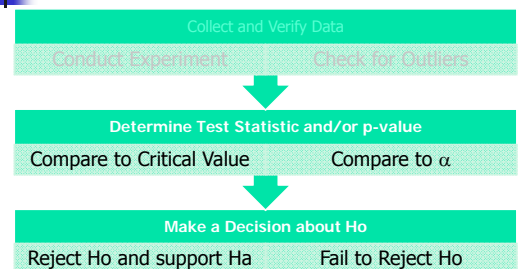 Collect and Verify Data
Conduct Experiment Check for Outliers
Determine Test Statistic and/or p-value
Compare to Critical Value Compare to α
Make a Decision about Ho
Reject Ho and support Ha Fail to Reject Ho